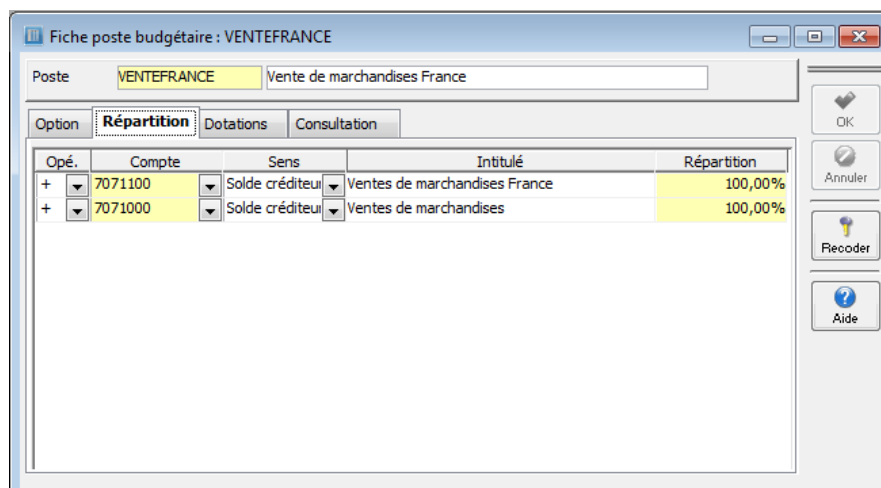 Fiche poste budgétaire : VENTEFRANCE
Poste VENTEFRANCE Vente de marchandises France
Option Répartition Dotations Consultation
Opé. Compte Sens Intitulé Répartition
+ 7071100 Solde créditeu Ventes de marchandises France 100,00%
+ 7071000 Solde créditeu Ventes de marchandises 100,00%
OK
Annuler
Recoder
Aide